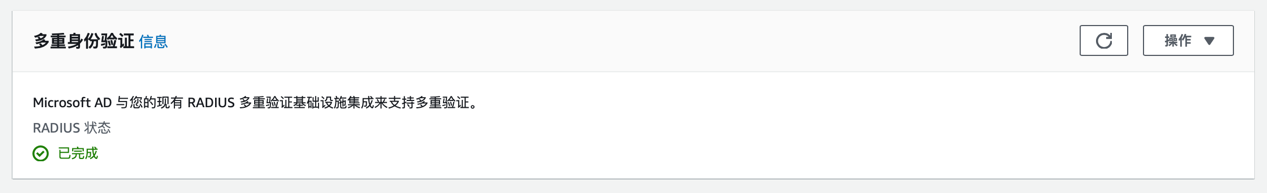 多重身份验证 信息
操作
Microsoft AD 与您的现有 RADIUS 多重验证基础设施集成来支持多重验证。
RADIUS 状态
已完成